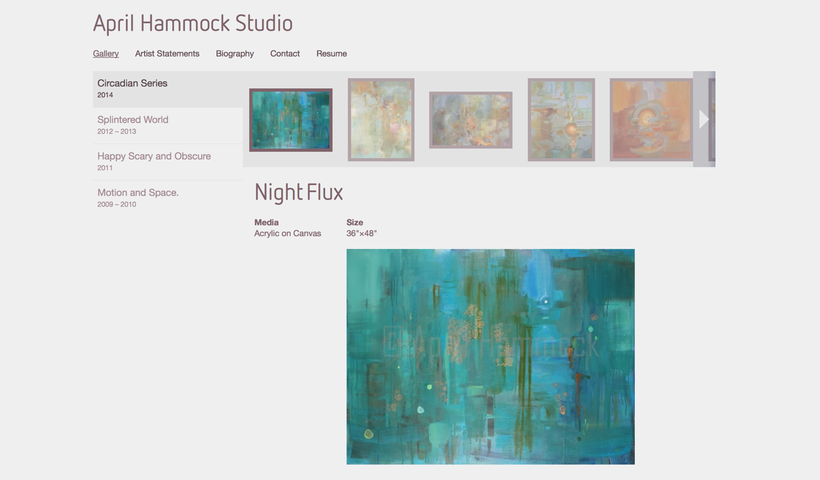 April Hammock Studio
Gallery Artist Statements Biography Contact Resume
Circadian Series
2014
Splintered World
2012 – 2013
Happy Scary and Obscure
2011
Motion and Space.
2009 – 2010
Night Flux
Media Size
Acrylic on Canvas 36"×48"
April Hammock